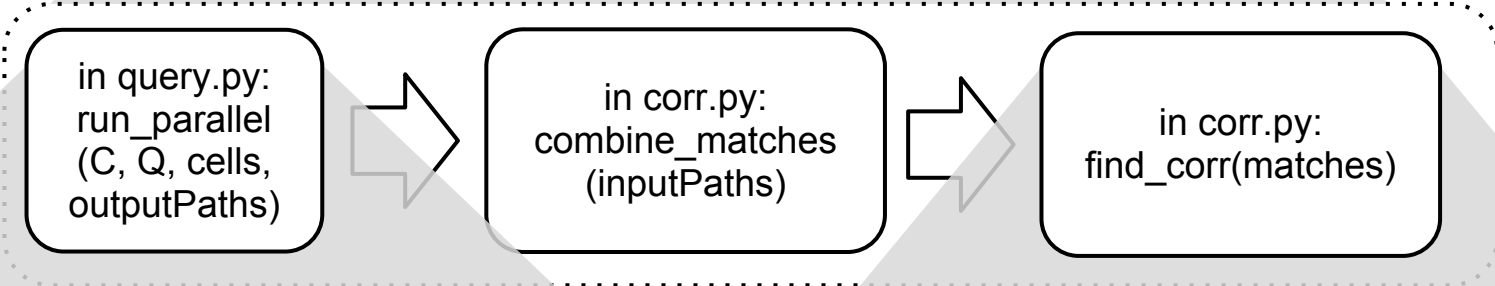 in query.py:
run_parallel
(C, Q, cells,
outputPaths)
in corr.py:
combine_matches
(inputPaths)
in corr.py:
find_corr(matches)